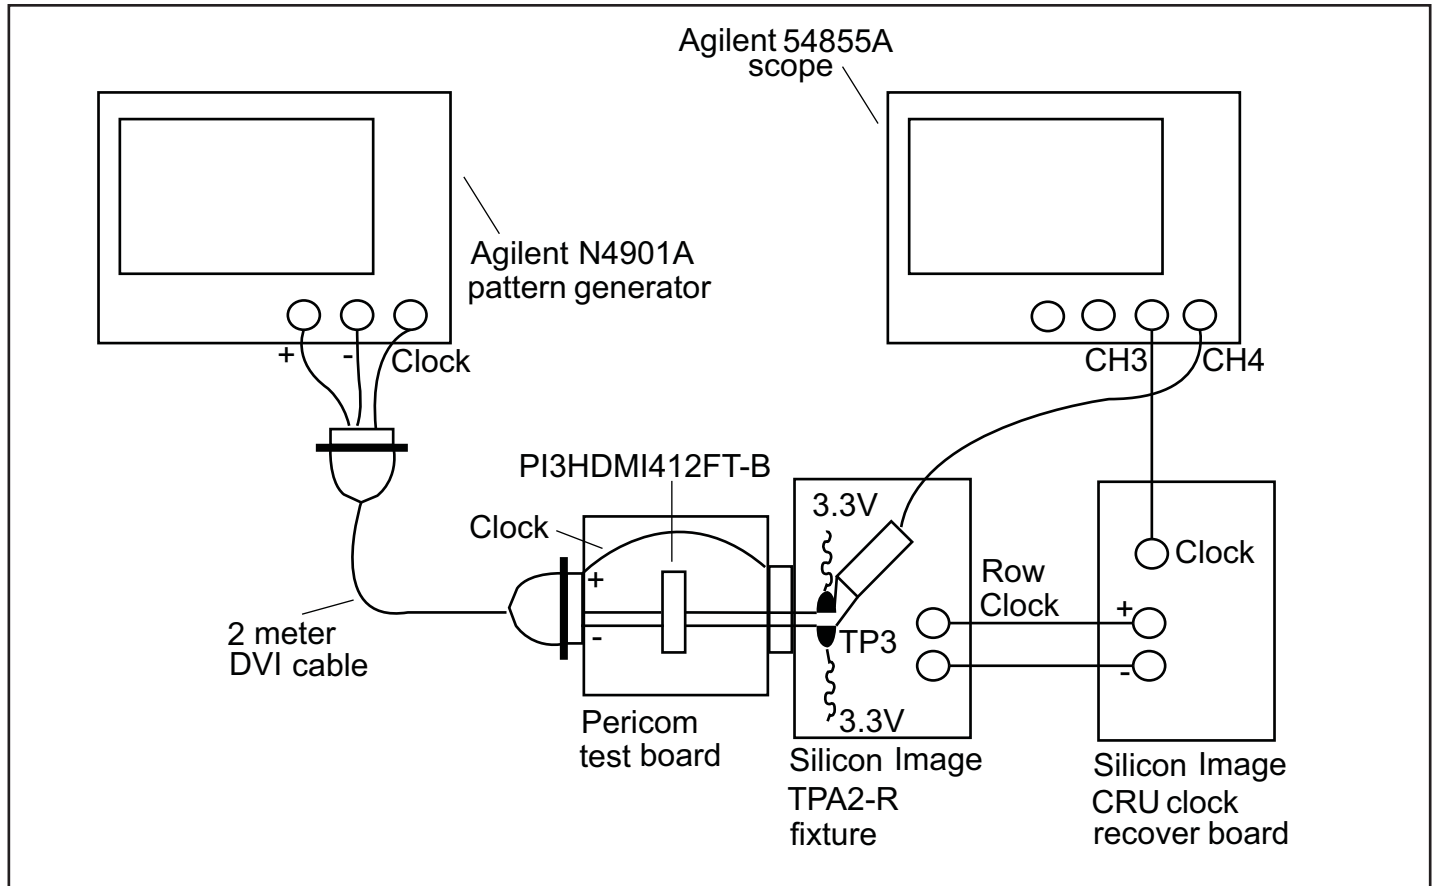 Agilent 54855A
scope
Agilent N4901A
pattern generator
+
-
Clock
CH3
CH4
PI3HDMI412FT-B
Clock
+
-
2 meter
DVI cable
Pericom
test board
3.3V
TP3
3.3V
Silicon Image
TPA2-R
fixture
Row
Clock
Clock
+
-
Silicon Image
CRU clock
recover board